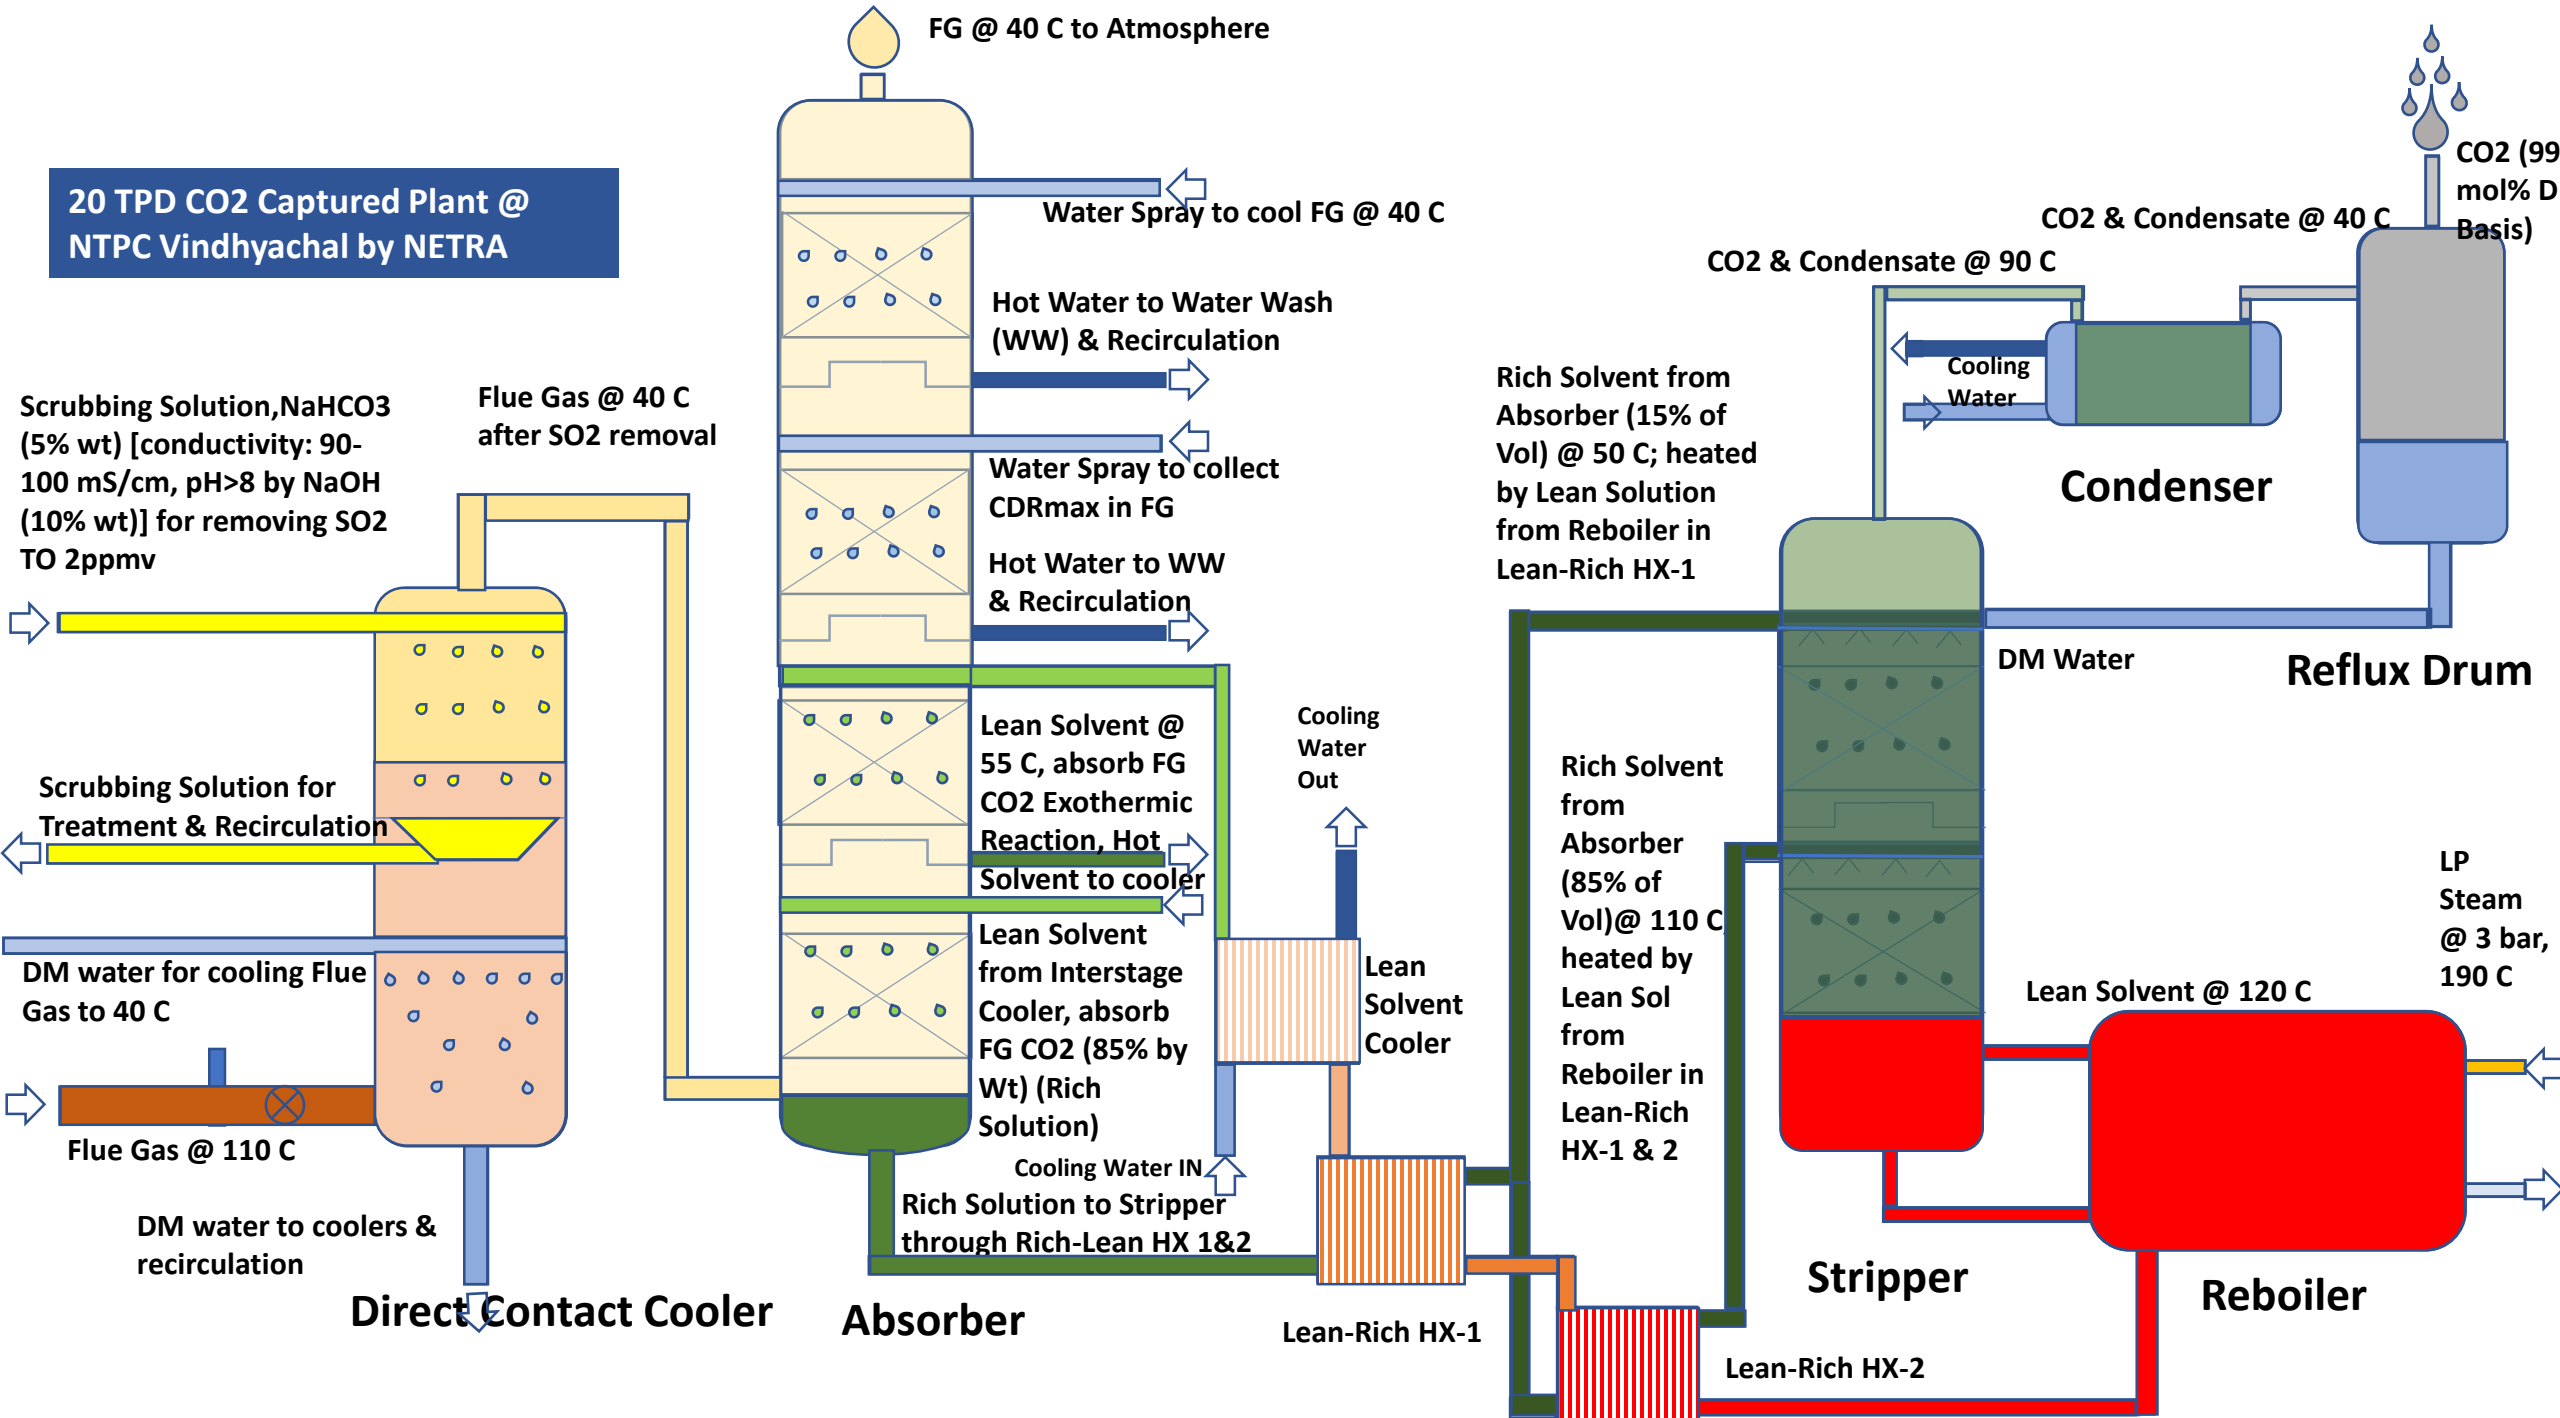 FG @ 40 C to Atmosphere
20 TPD CO2 Captured Plant @
NTPC Vindhyachal by NETRA
Water Spray to cool FG @ 40 C
Hot Water to Water Wash
(WW) & Recirculation
Water Spray to collect
CDRmax in FG
Hot Water to WW
& Recirculation
Scrubbing Solution,NaHCO3
(5% wt) [conductivity: 90-
100 mS/cm, pH>8 by NaOH
(10% wt)] for removing SO2
TO 2ppmv
Flue Gas @ 40 C
after SO2 removal
Scrubbing Solution for
Treatment & Recirculation
DM water for cooling Flue
Gas to 40 C
Flue Gas @ 110 C
DM water to coolers &
recirculation
Direct Contact Cooler
Lean Solvent @
55 C, absorb FG
CO2 Exothermic
Reaction, Hot
Solvent to cooler
Lean Solvent
from Interstage
Cooler, absorb
FG CO2 (85% by
Wt) (Rich
Solution)
Cooling Water IN
Rich Solution to Stripper
through Rich-Lean HX 1&2
Absorber
Cooling
Water
Out
Lean
Solvent
Cooler
Lean-Rich HX-1
Rich Solvent from
Absorber (15% of
Vol) @ 50 C; heated
by Lean Solution
from Reboiler in
Lean-Rich HX-1
Rich Solvent
from
Absorber
(85% of
Vol)@ 110 C
heated by
Lean Sol
from
Reboiler in
Lean-Rich
HX-1 & 2
Lean-Rich HX-2
CO2 & Condensate @ 90 C
CO2 & Condensate @ 40 C
Cooling
Water
Condenser
CO2 (99
mol% D
Basis)
DM Water
Reflux Drum
Lean Solvent @ 120 C
LP
Steam
@ 3 bar,
190 C
Stripper
Reboiler